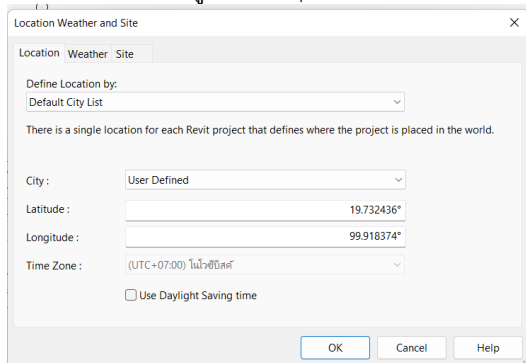 Location Weather and Site
Location Weather Site
Define Location by:
Default City List
There is a single location for each Revit project that defines where the project is placed in the world.
City :
User Defined
Latitude :
19.732436°
Longitude :
99.918374°
Time Zone :
(UTC+07:00) โนโวซีบีสค์
Use Daylight Saving time
OK Cancel Help